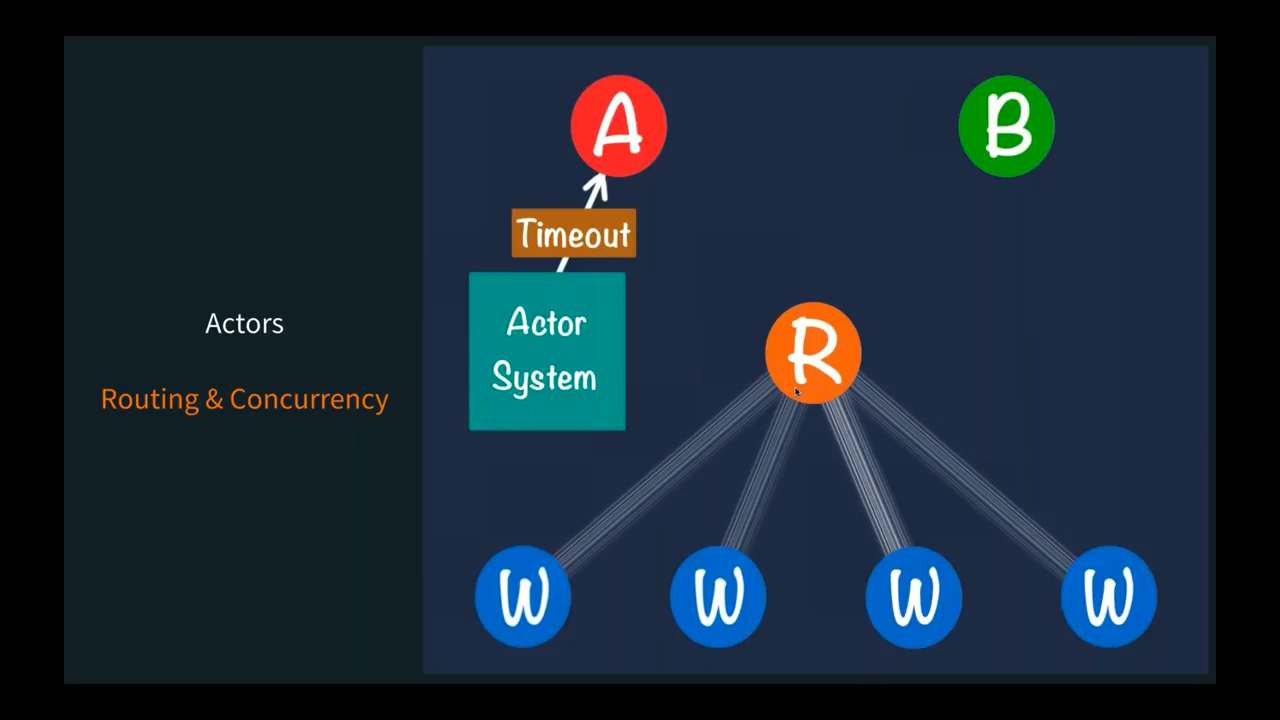 Actors
Routing & Concurrency
A
B
Timeout
Actor
System
R
W
W
W
W